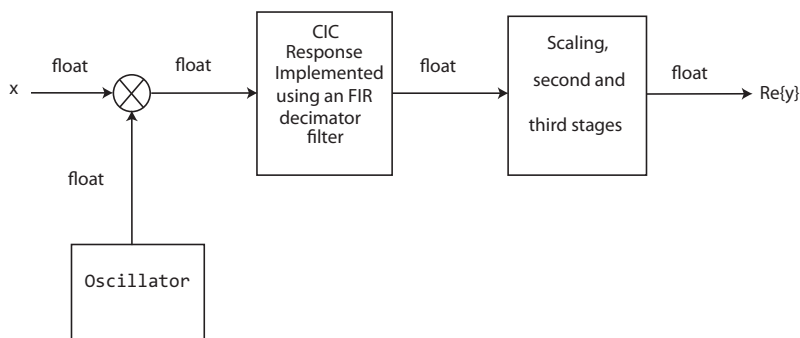 x
float
float
CIC
Response
Implemented
using an FIR
decimator
filter
float
Scaling,
second and
third stages
float
Re{y}
float
Oscillator